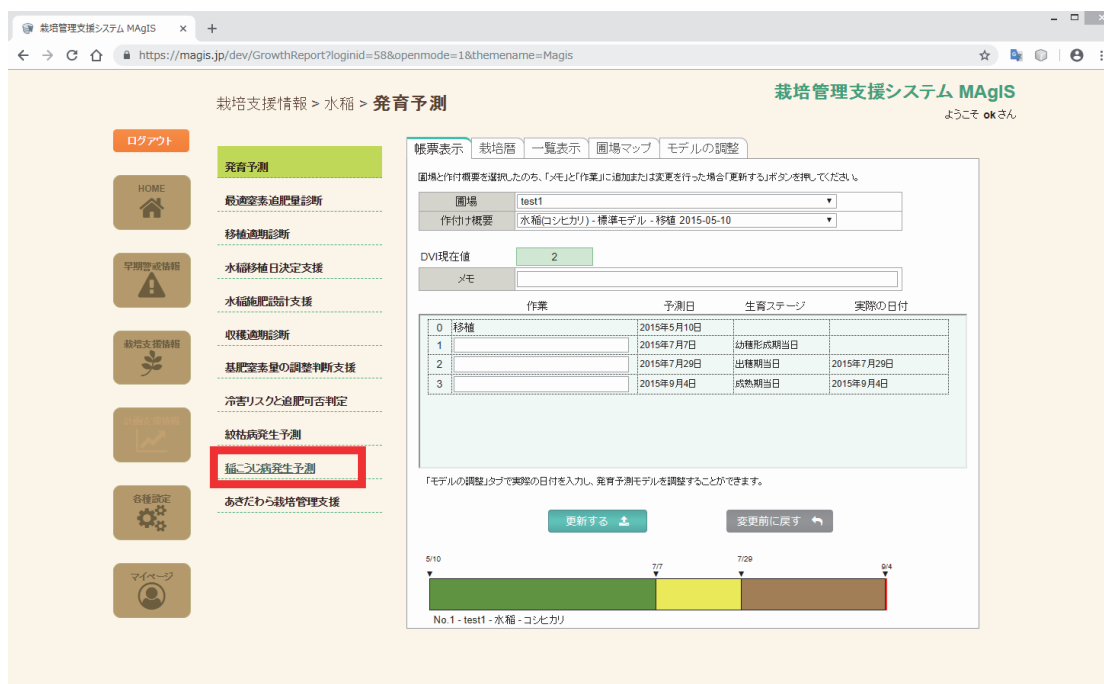 栽培管理支援システム MAgIS × +
https://magis.jp/dev/GrowthReport?loginid=58&openmode=1&themename=Magis
栽培支援情報 > 水稲 > 発育予測
栽培管理支援システム MAgIS
ようこそ okさん
ログアウト
HOME
早期警戒情報
栽培支援情報
計画支援情報
各種設定
マイページ
発育予測
最適窒素追肥量診断
移植適期診断
水稲移植日決定支援
水稲施肥設計支援
収穫適期診断
基肥窒素量の調整判断支援
冷害リスクと追肥可否判定
紋枯病発生予測
稲こうじ病発生予測
あきだわら栽培管理支援
帳票表示 栽培暦 一覧表示 圃場マップ モデルの調整
圃場と作付概要を選択したのち、「メモ」と「作業」に追加または変更を行った場合「更新する」ボタンを押してください。
圃場 test1
作付け概要 水稲(コシヒカリ) - 標準モデル - 移植 2015-05-10
DVI現在値 2
メモ
作業 予測日 生育ステージ 実際の日付
0 移植 2015年5月10日
1 2015年7月7日 幼穂形成期当日
2 2015年7月29日 出穂期当日 2015年7月29日
3 2015年9月4日 成熟期当日 2015年9月4日
「モデルの調整」タブで実際の日付を入力し、発育予測モデルを調整することができます。
更新する 変更前に戻す
5/10 7/7 7/29 9/4
No.1 - test1 - 水稲 - コシヒカリ